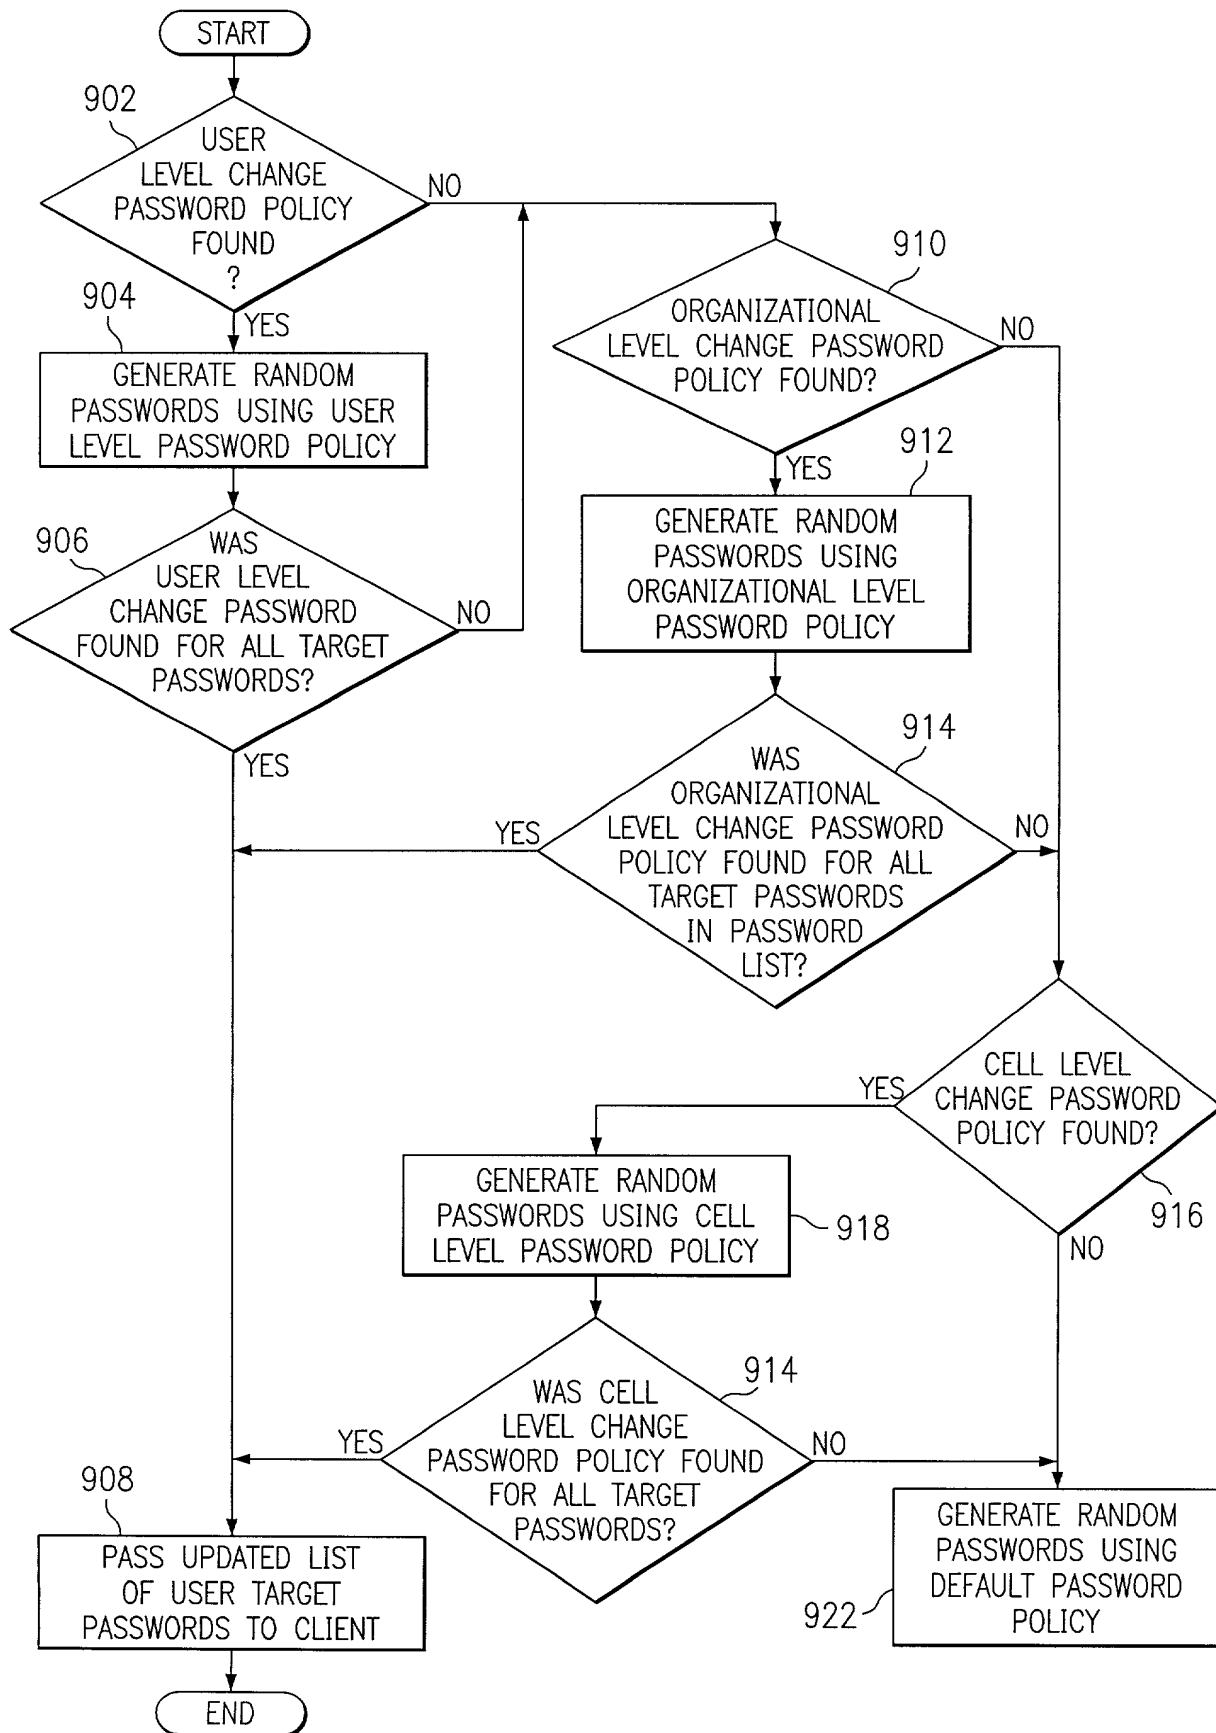 START
902
USER
LEVEL CHANGE
PASSWORD POLICY
FOUND
?
NO
YES
904
GENERATE RANDOM
PASSWORDS USING USER
LEVEL PASSWORD POLICY
906
WAS
USER LEVEL
CHANGE PASSWORD
FOUND FOR ALL TARGET
PASSWORDS?
NO
YES
910
ORGANIZATIONAL
LEVEL CHANGE PASSWORD
POLICY FOUND?
NO
YES
912
GENERATE RANDOM
PASSWORDS USING
ORGANIZATIONAL LEVEL
PASSWORD POLICY
914
WAS
ORGANIZATIONAL
LEVEL CHANGE PASSWORD
POLICY FOUND FOR ALL
TARGET PASSWORDS
IN PASSWORD
LIST?
YES
NO
CELL LEVEL
CHANGE PASSWORD
POLICY FOUND?
YES
916
NO
GENERATE RANDOM
PASSWORDS USING CELL
LEVEL PASSWORD POLICY
918
914
WAS CELL
LEVEL CHANGE
PASSWORD POLICY FOUND
FOR ALL TARGET
PASSWORDS?
YES
NO
908
PASS UPDATED LIST
OF USER TARGET
PASSWORDS TO CLIENT
GENERATE RANDOM
PASSWORDS USING
DEFAULT PASSWORD
POLICY
922
END